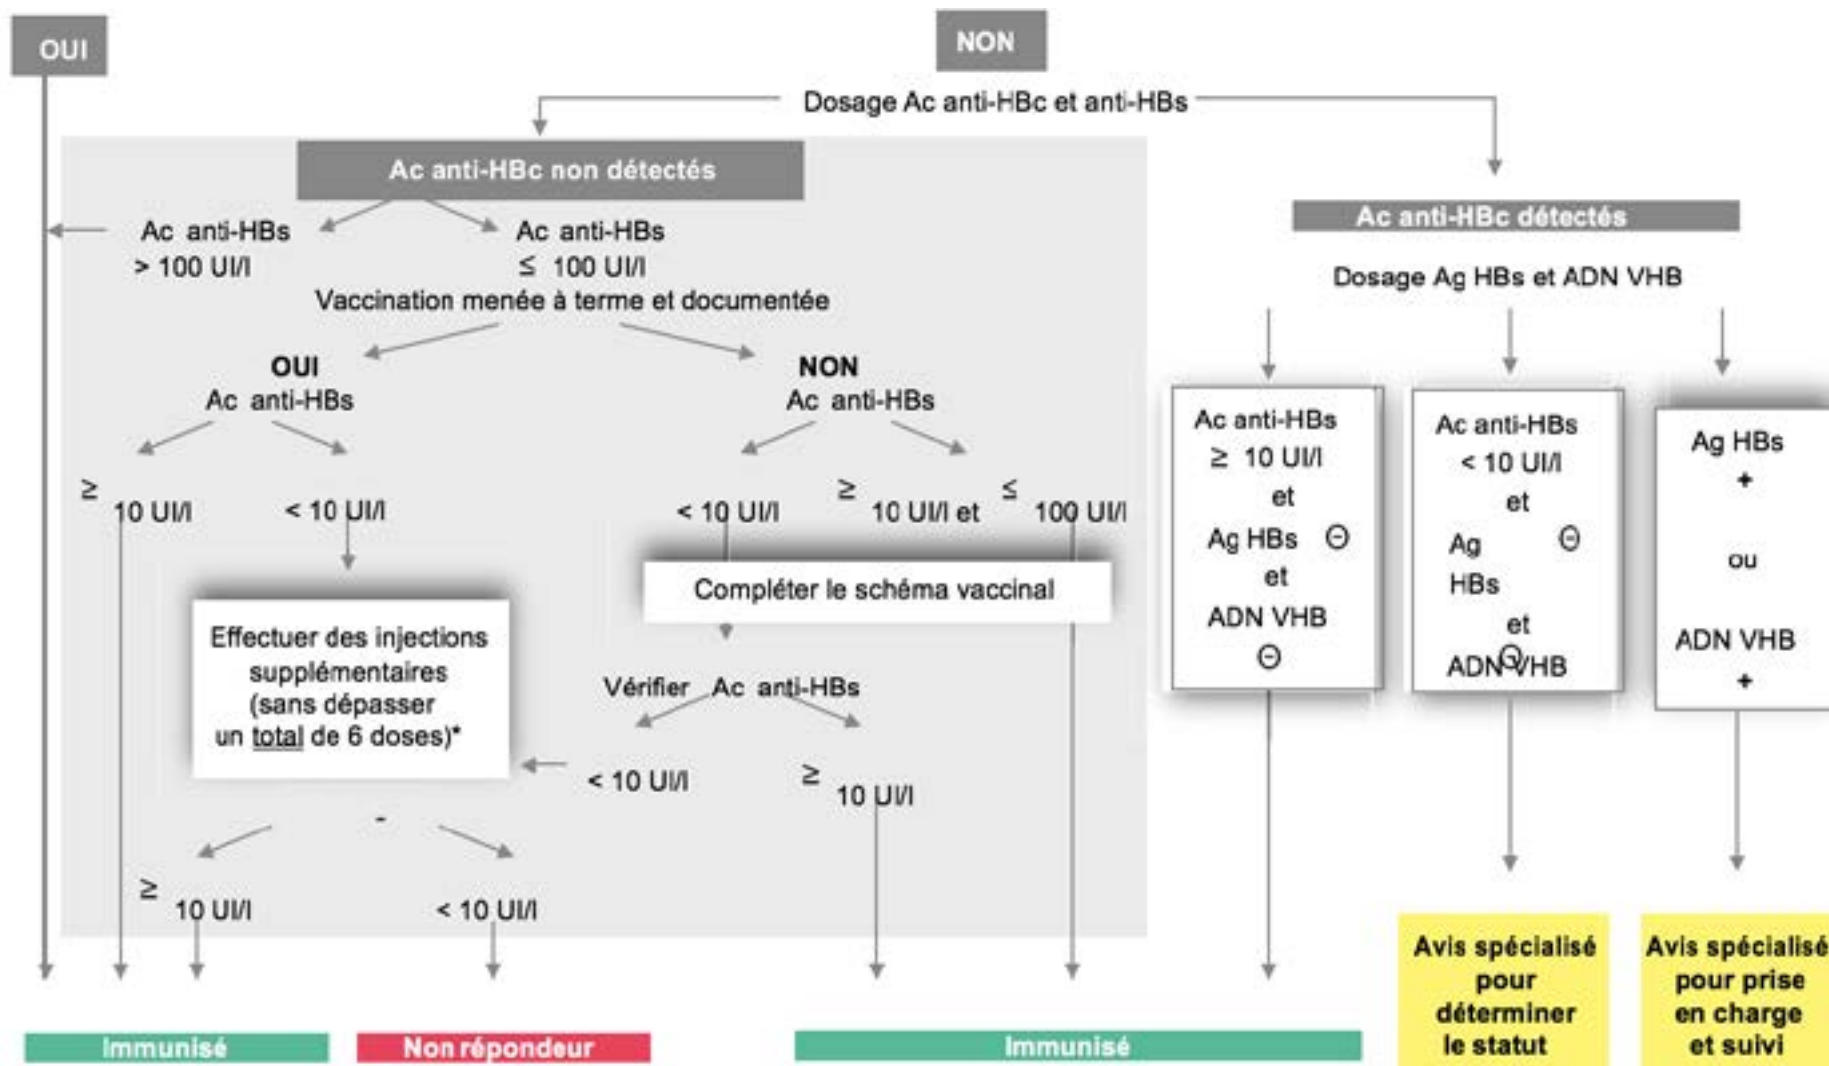 OUI
NON
Dosage Ac anti-HBc et anti-HBs
Ac anti-HBc non détectés
Ac anti-HBs
> 100 UI/l
Ac anti-HBs
≤ 100 UI/l
Vaccination menée à terme et documentée
OUI
Ac anti-HBs
≥
10 UI/l
< 10 UI/l
NON
Ac anti-HBs
< 10 UI/l
≥
10 UI/l et
≤
100 UI/l
Effectuer des injections
supplémentaires
(sans dépasser
un total de 6 doses)*
Compléter le schéma vaccinal
Vérifier Ac anti-HBs
< 10 UI/l
≥
10 UI/l
-
≥
10 UI/l
< 10 UI/l
Ac anti-HBc détectés
Dosage Ag HBs et ADN VHB
Ac anti-HBs
≥ 10 UI/l
et
Ag HBs ⊖
et
ADN VHB
⊖
Ac anti-HBs
< 10 UI/l
et
Ag ⊖
HBs
et
ADN VHB
⊖
Ag HBs
+
ou
ADN VHB
+
Immunisé
Non répondeur
Immunisé
Avis spécialisé
pour
déterminer
le statut
Avis spécialisé
pour prise
en charge
et suivi